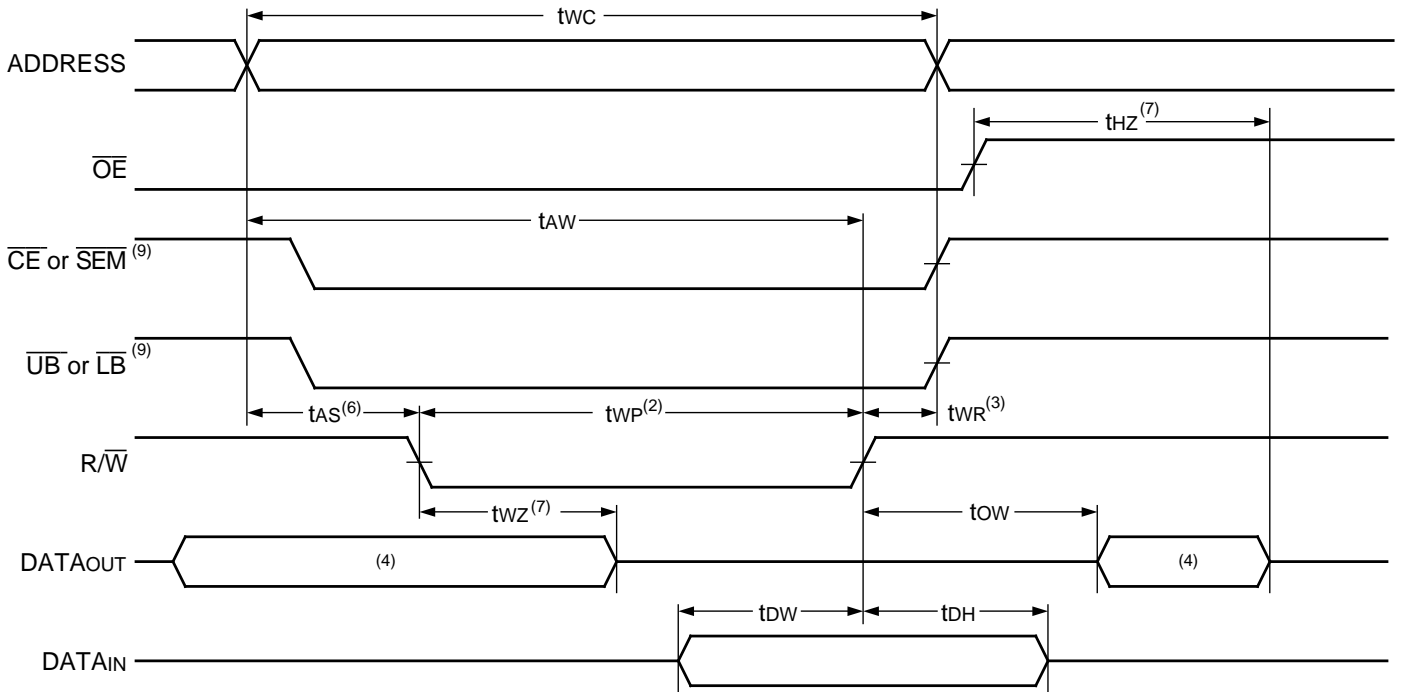 tWC
ADDRESS
tHZ(7)
OE
tAW
CE or SEM(9)
UB or LB(9)
tAS(6) tWP(2) tWR(3)
R/W
tWZ(7) tOW
DATAOUT (4) (4)
tDW tDH
DATAIN